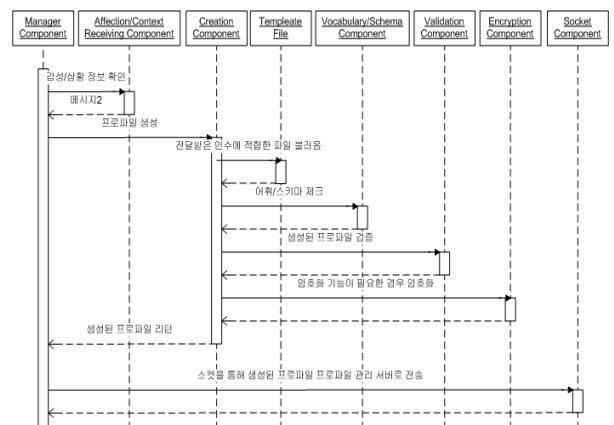 Manager
Component
Affection/Context
Receiving Component
Creation
Component
Templeate
File
Vocabulary/Schema
Component
Validation
Component
Encryption
Component
Socket
Component
감성/상황 정보 확인
메시지2
프로파일 생성
전달받은 인수에 적합한 파일 불러옴
어휘/스키마 체크
생성된 프로파일 검증
암호화 기능이 필요한 경우 암호화
생성된 프로파일 리턴
소켓을 통해 생성된 프로파일 프로파일 관리 서버로 전송